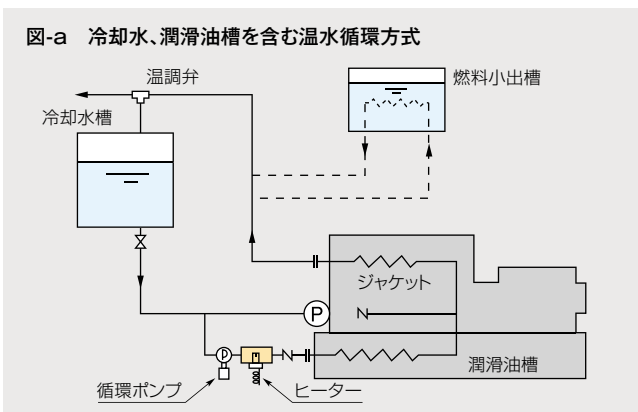 図-a 冷却水、潤滑油槽を含む温水循環方式
温調弁
燃料小出槽
冷却水槽
ジャケット
P
N
潤滑油槽
P
N
循環ポンプ
ヒーター